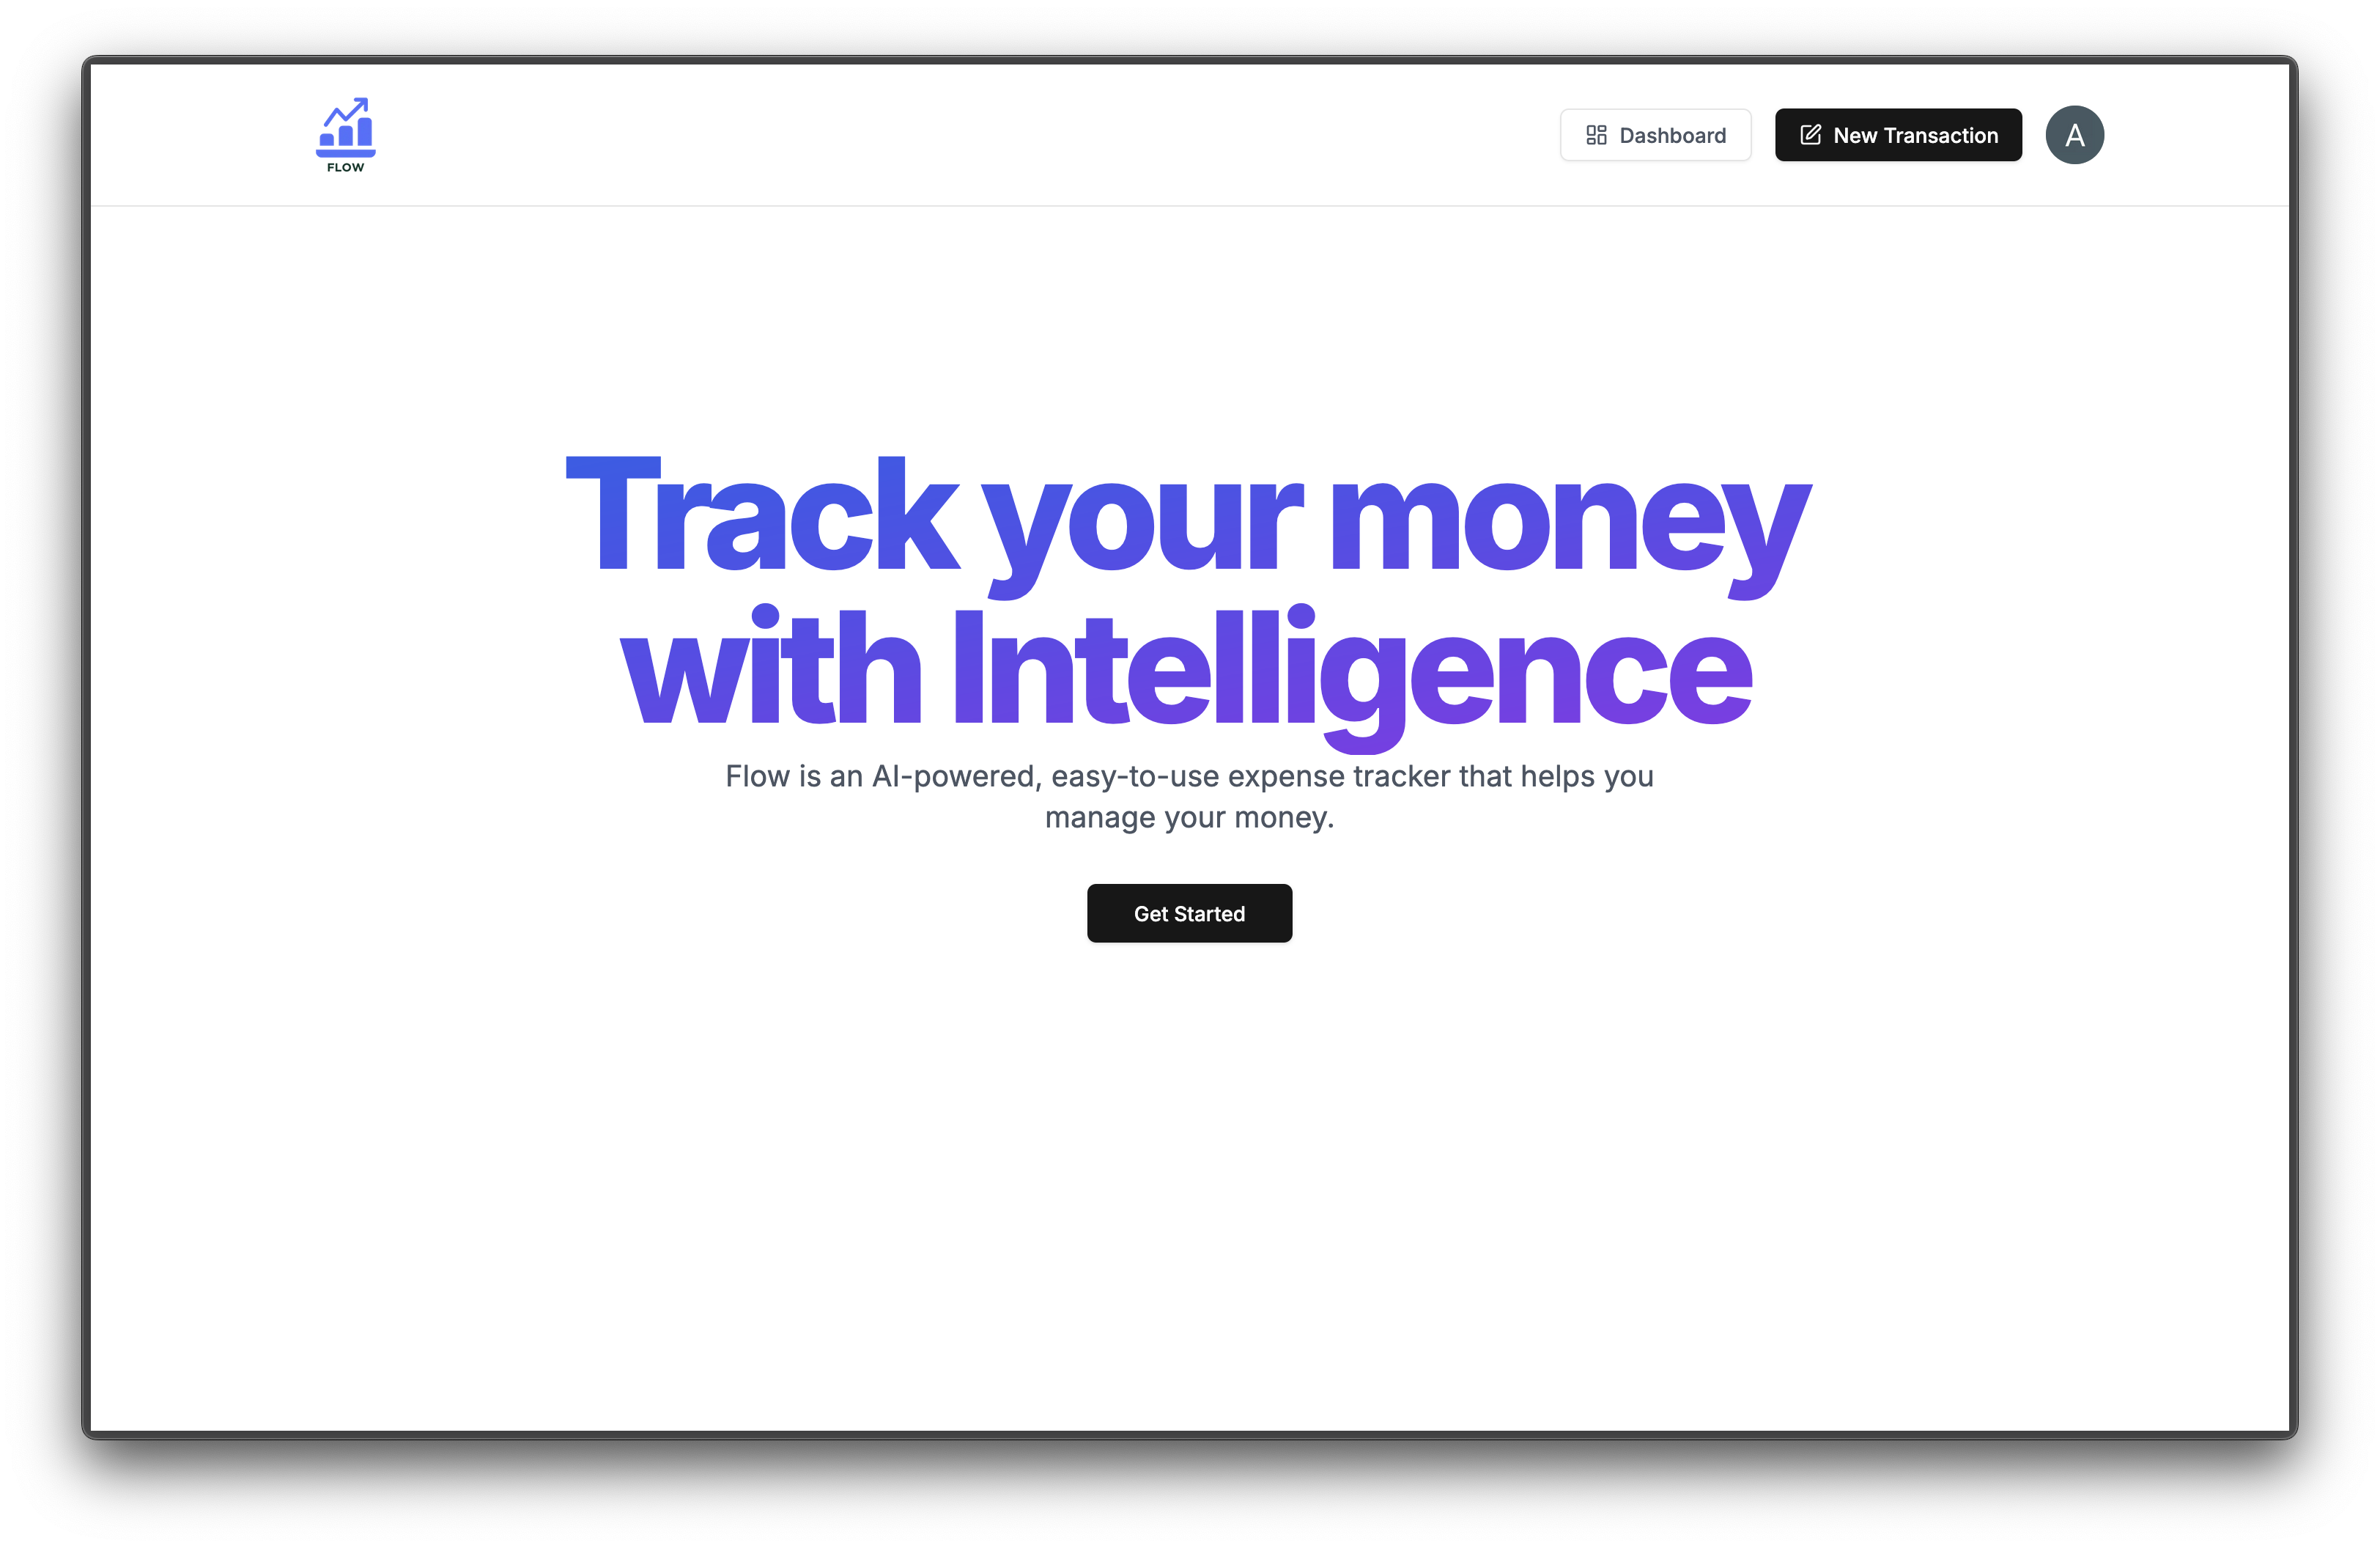 FLOW
Dashboard
New Transaction
A
Track your money
with Intelligence
Flow is an AI-powered, easy-to-use expense tracker that helps you
manage your money.
Get Started